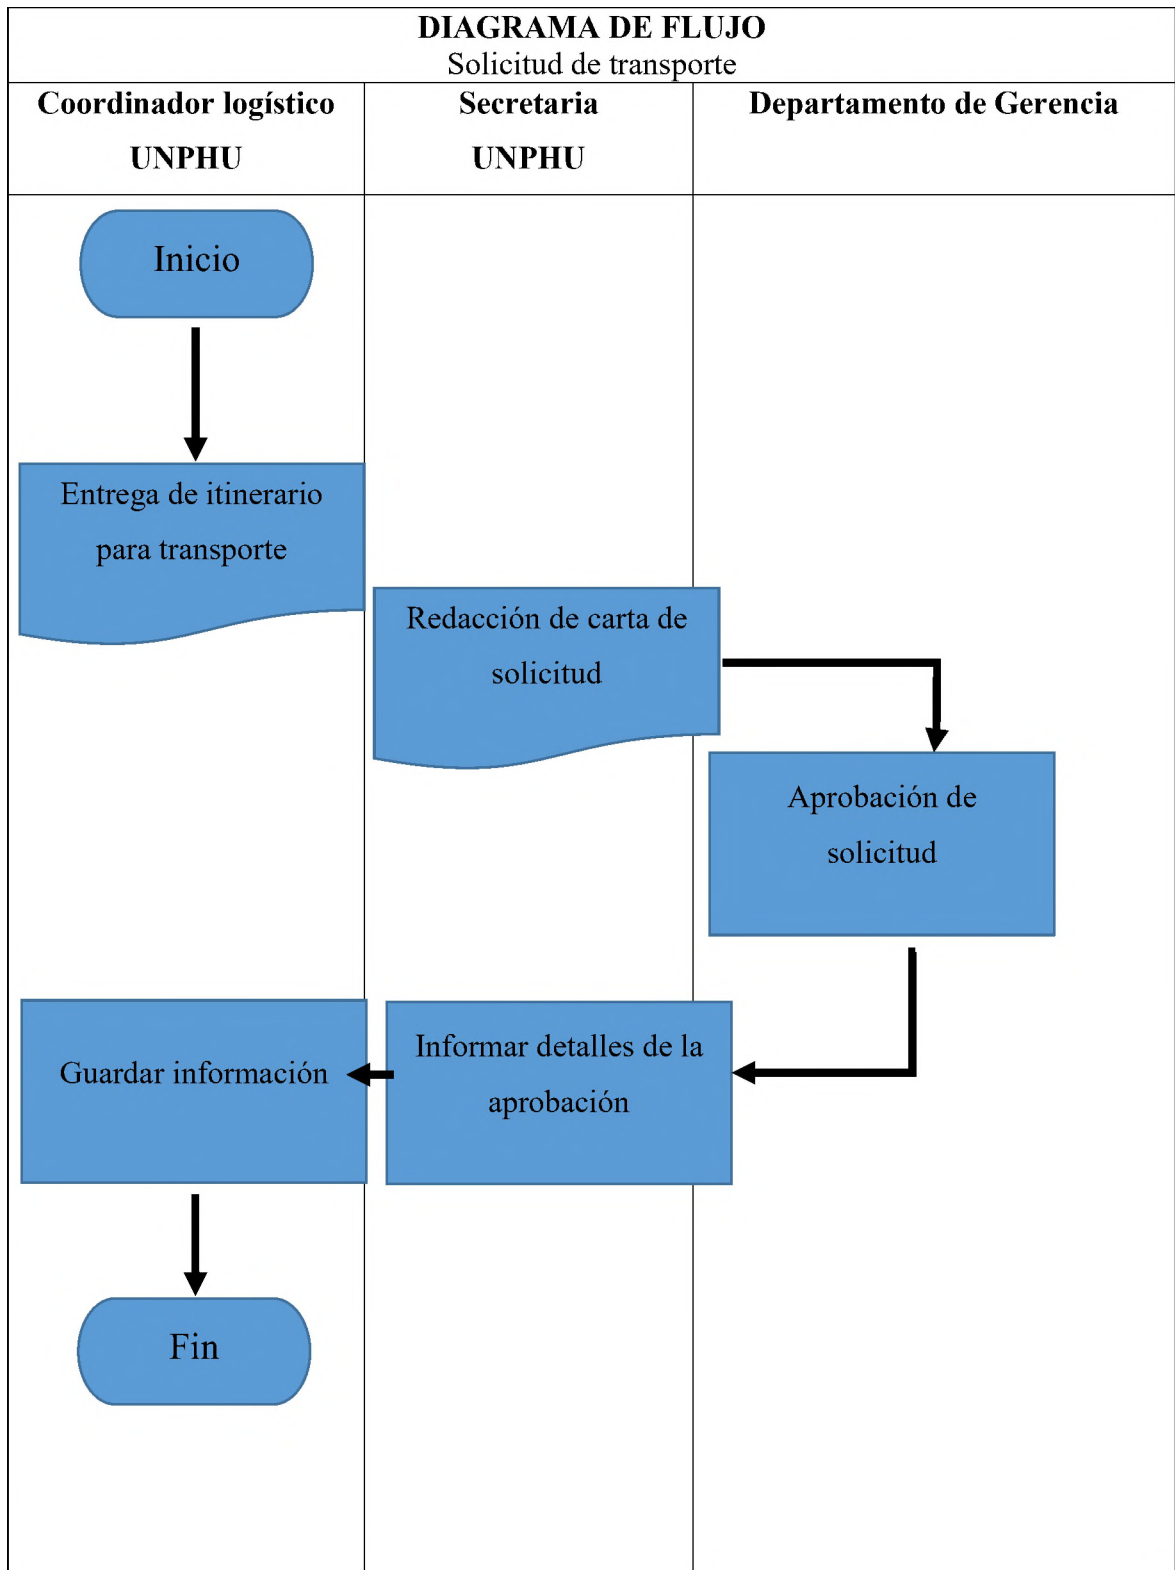 DIAGRAMA DE FLUJO
Solicitud de transporte
Coordinador logístico
UNPHU
Secretaria
UNPHU
Departamento de Gerencia
Inicio
Entrega de itinerario
para transporte
Redacción de carta de
solicitud
Aprobación de
solicitud
Informar detalles de la
aprobación
Guardar información
Fin